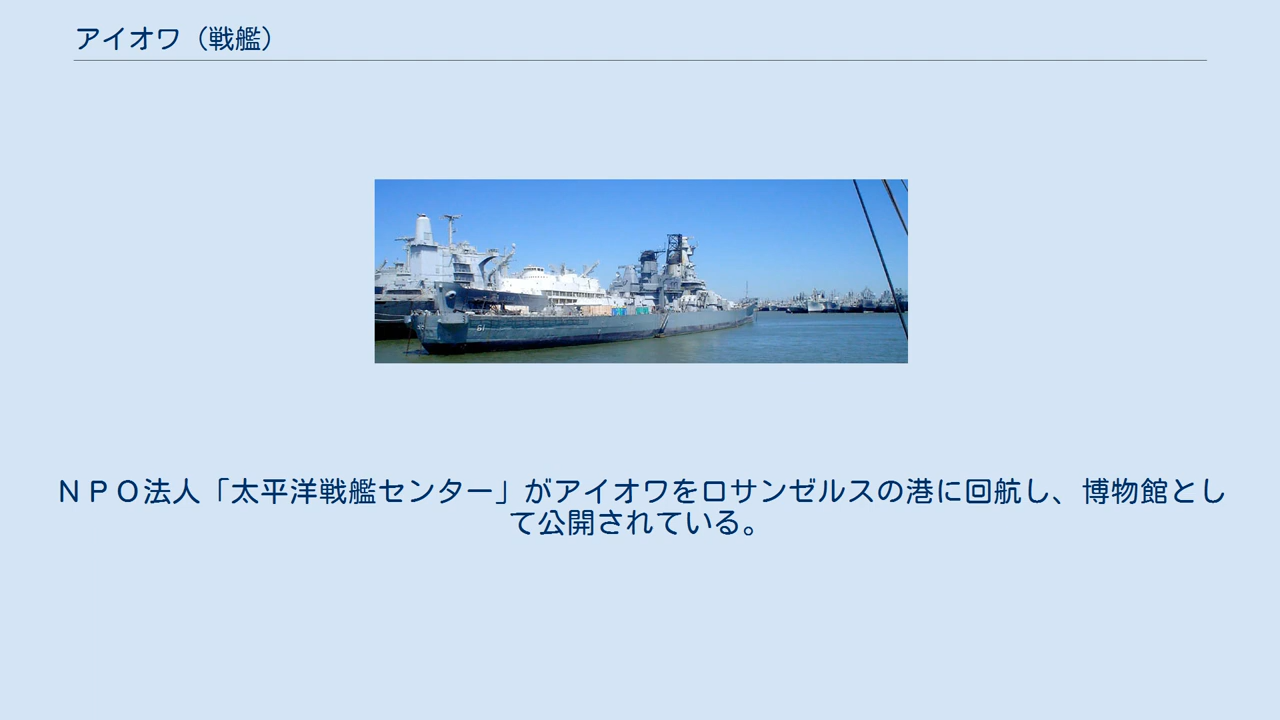 アイオワ（戦艦）
61
ＮＰＯ法人「太平洋戦艦センター」がアイオワをロサンゼルスの港に回航し、博物館とし
て公開されている。